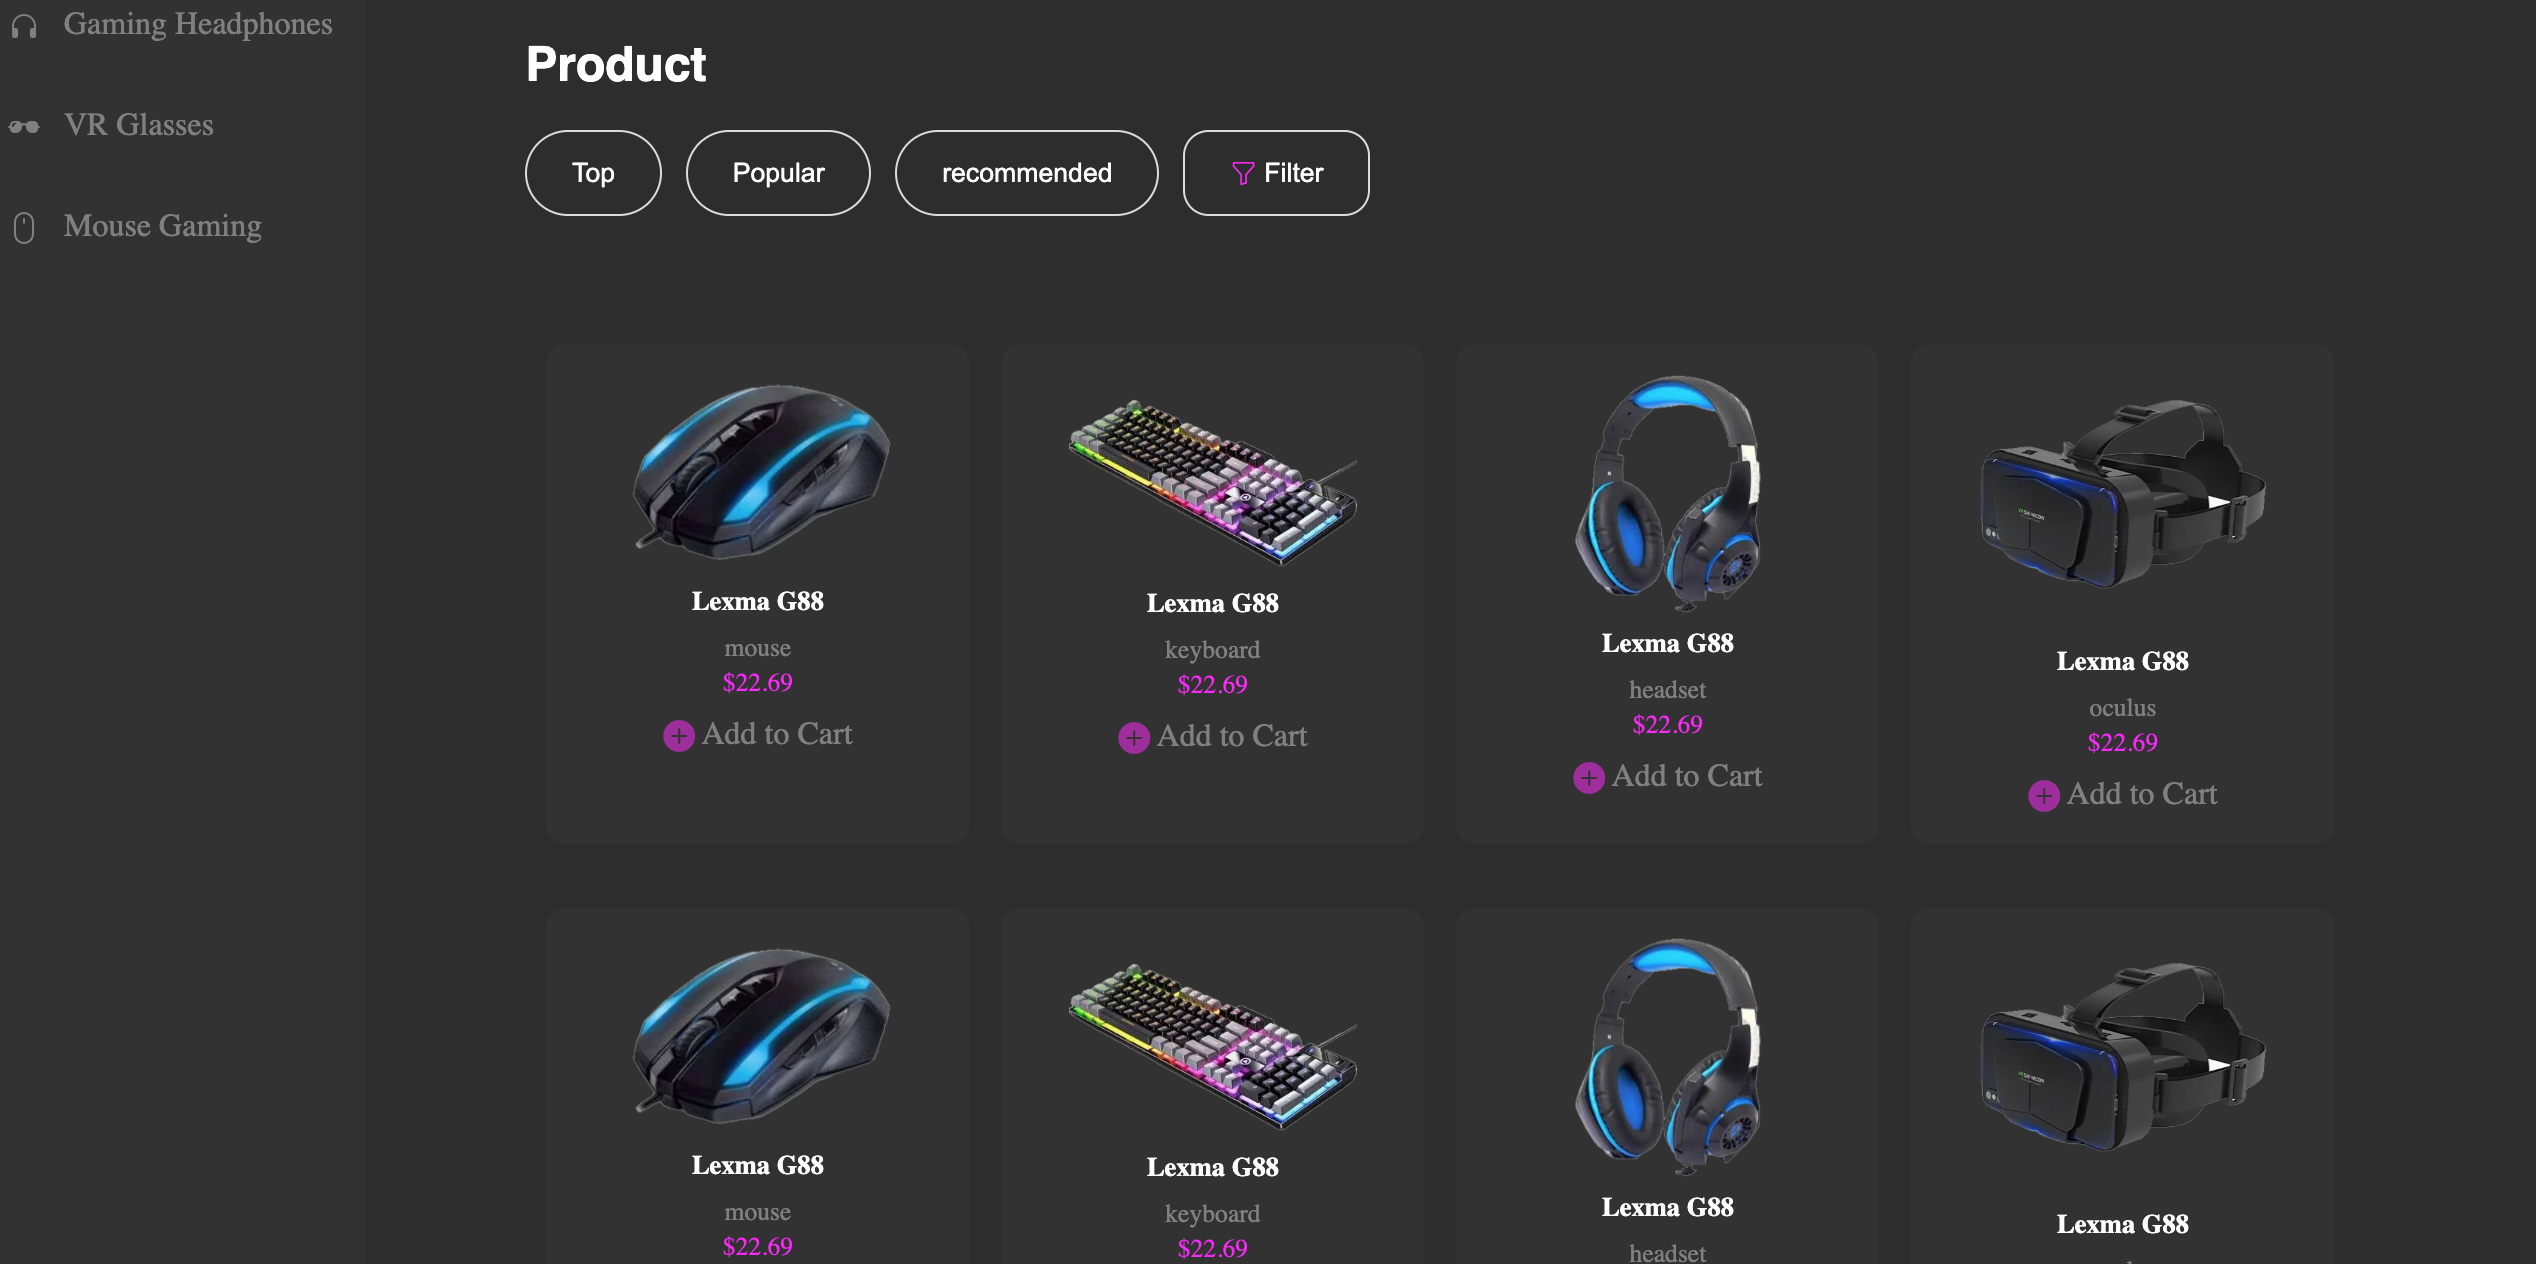 Gaming Headphones
VR Glasses
Mouse Gaming
Product
Top
Popular
recommended
Filter
Lexma G88
mouse
$22.69
Add to Cart
Lexma G88
keyboard
$22.69
Add to Cart
Lexma G88
headset
$22.69
Add to Cart
Lexma G88
oculus
$22.69
Add to Cart
Lexma G88
mouse
$22.69
Lexma G88
keyboard
$22.69
Lexma G88
headset
Lexma G88